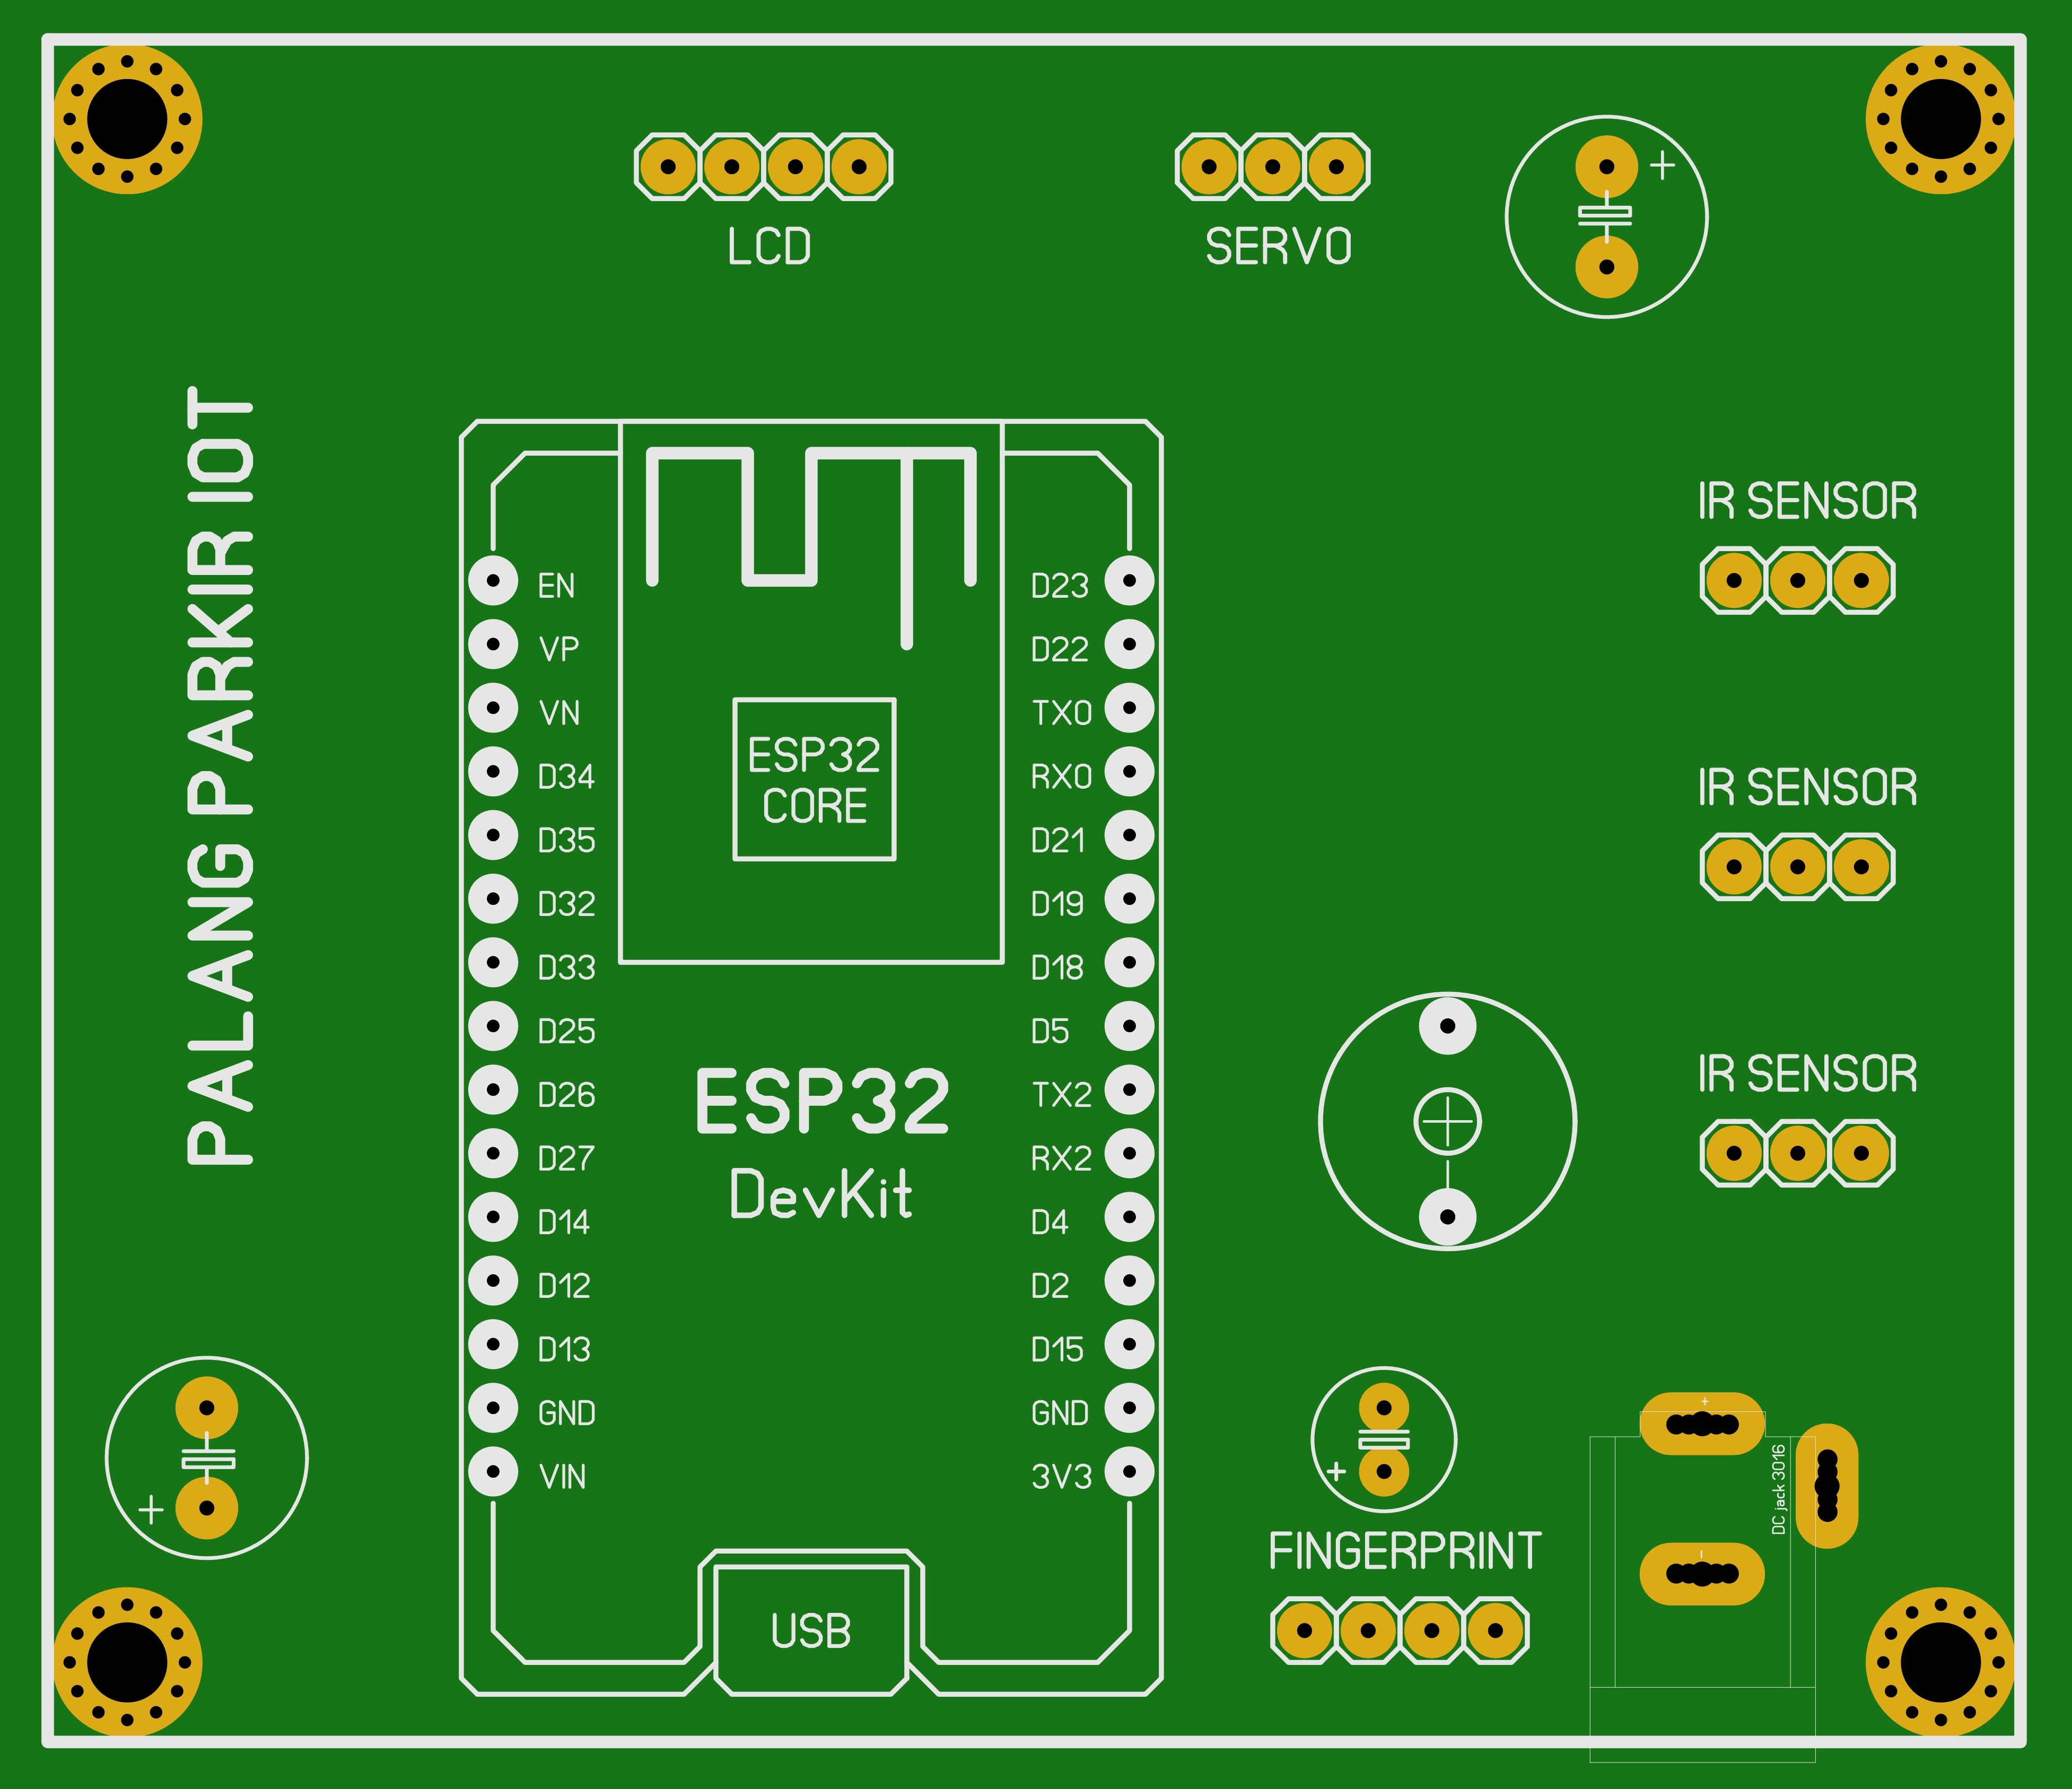 LCD
SERVO
+
PALANG PARKIR IOT
IR SENSOR
IR SENSOR
IR SENSOR
EN
VP
VN
D34
D35
D32
D33
D25
D26
D27
D14
D12
D13
GND
VIN
ESP32
CORE
ESP32
DevKit
USB
D23
D22
TX0
RX0
D21
D19
D18
D5
TX2
RX2
D4
D2
D15
GND
3V3
+
+
FINGERPRINT
+
-
DC jack 3016